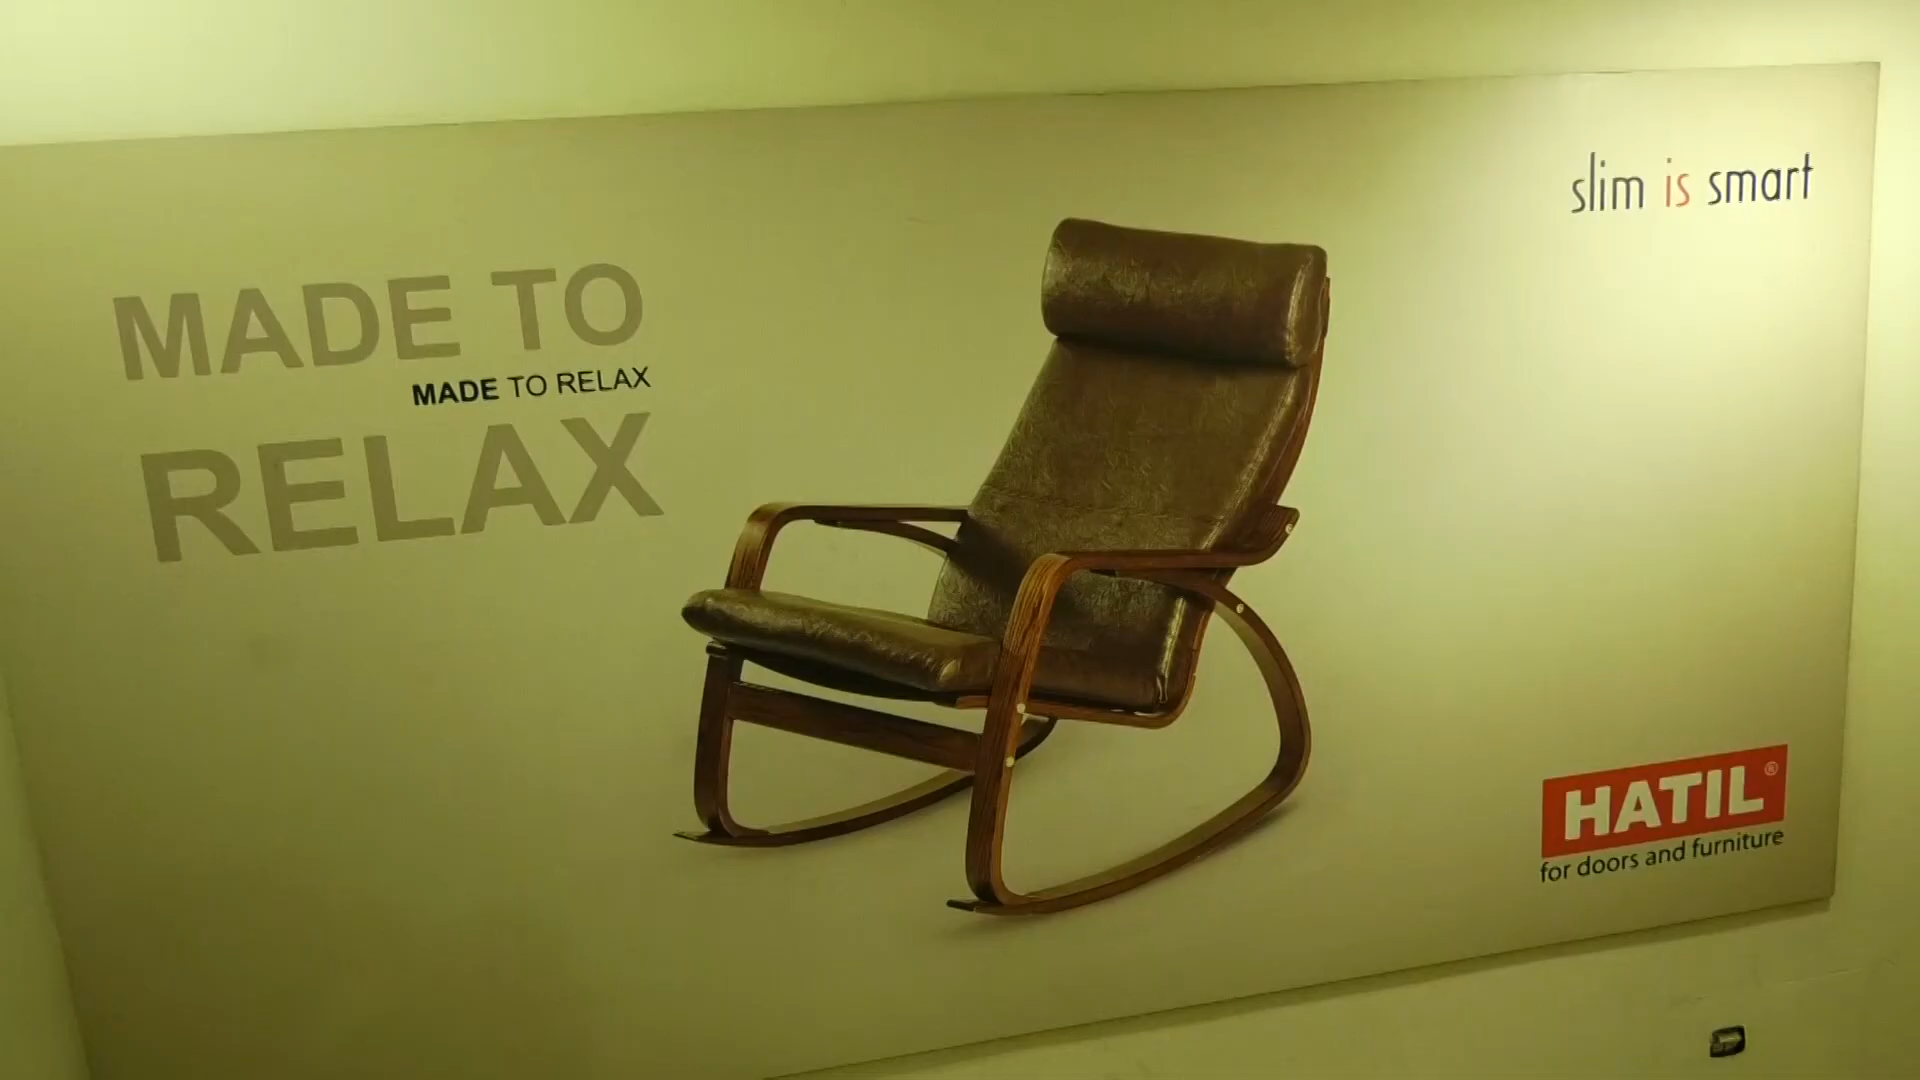 MADE TO
MADE TO RELAX
RELAX
slim is smart
HATIL®
for doors and furniture